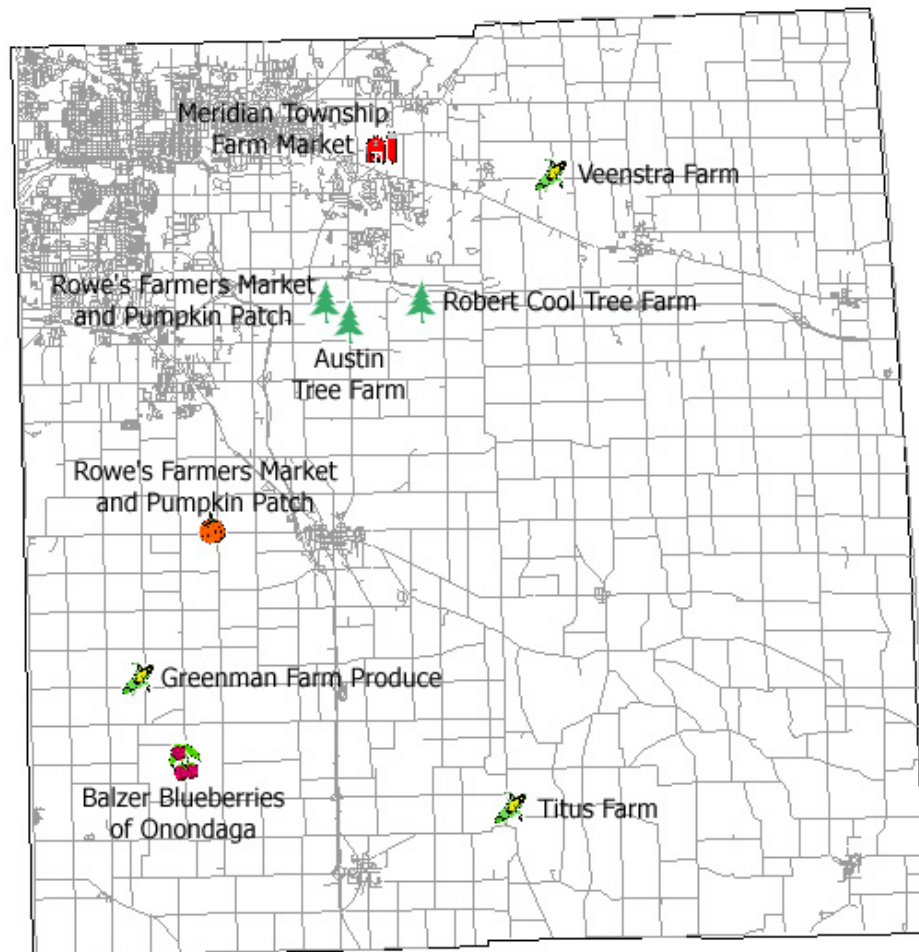 Meridian Township
Farm Market
Veenstra Farm
Rowe's Farmers Market
and Pumpkin Patch
Robert Cool Tree Farm
Austin
Tree Farm
Rowe's Farmers Market
and Pumpkin Patch
Greenman Farm Produce
Balzer Blueberries
of Onondaga
Titus Farm